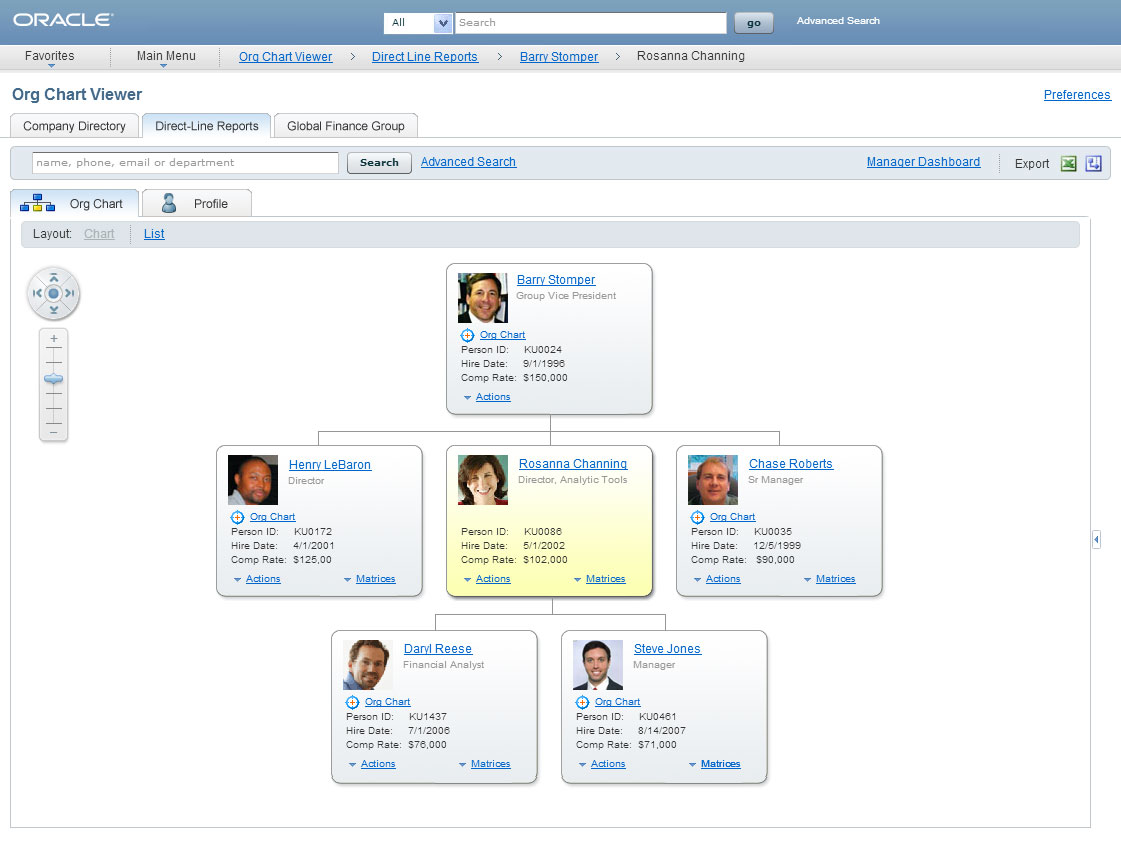 ORACLE
All Search go Advanced Search
Favorites Main Menu Org Chart Viewer > Direct Line Reports > Barry Stomper > Rosanna Channing
Org Chart Viewer Preferences
Company Directory Direct-Line Reports Global Finance Group
name, phone, email or department Search Advanced Search Manager Dashboard Export
Org Chart Profile
Layout: Chart List
Barry Stomper
Group Vice President
Org Chart
Person ID: KU0024
Hire Date: 9/1/1996
Comp Rate: $150,000
Actions
Henry LeBaron
Director
Org Chart
Person ID: KU0172
Hire Date: 4/1/2001
Comp Rate: $125,00
Actions Matrices
Rosanna Channing
Director, Analytic Tools
Person ID: KU0086
Hire Date: 5/1/2002
Comp Rate: $102,000
Actions Matrices
Chase Roberts
Sr Manager
Org Chart
Person ID: KU0035
Hire Date: 12/5/1999
Comp Rate: $90,000
Actions Matrices
Daryl Reese
Financial Analyst
Org Chart
Person ID: KU1437
Hire Date: 7/1/2006
Comp Rate: $76,000
Actions Matrices
Steve Jones
Manager
Org Chart
Person ID: KU0461
Hire Date: 8/14/2007
Comp Rate: $71,000
Actions Matrices